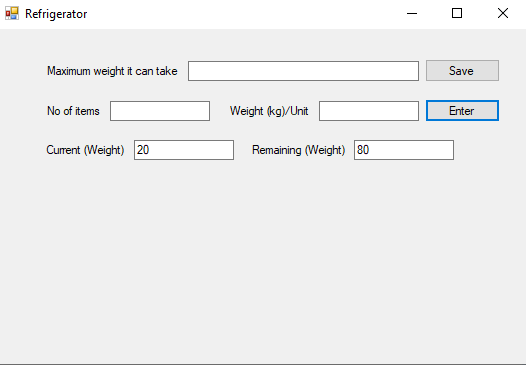 Refrigerator
Maximum weight it can take Save
No of items Weight (kg)/Unit Enter
Current (Weight) 20 Remaining (Weight) 80